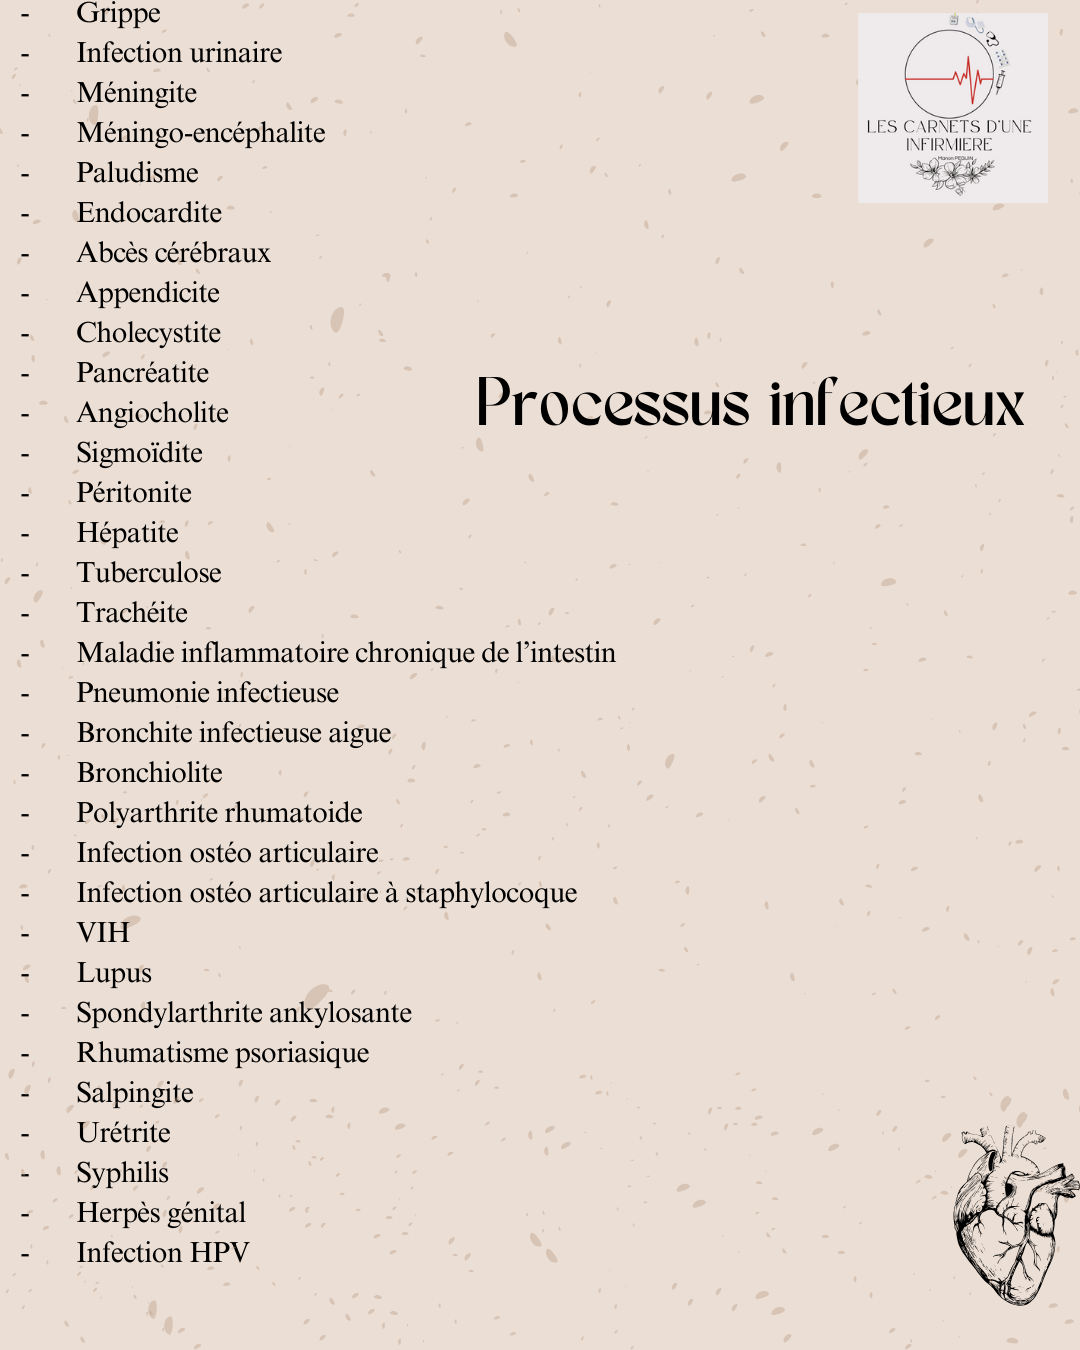 - Grippe
- Infection urinaire
- Méningite
- Méningo-encéphalite
- Paludisme
- Endocardite
- Abcès cérébraux
- Appendicite
- Cholecystite
- Pancréatite
- Angiocholite
- Sigmoïdite
- Péritonite
- Hépatite
- Tuberculose
- Trachéite
- Maladie inflammatoire chronique de l’intestin
- Pneumonie infectieuse
- Bronchite infectieuse aigue
- Bronchiolite
- Polyarthrite rhumatoide
- Infection ostéo articulaire
- Infection ostéo articulaire à staphylocoque
- VIH
- Lupus
- Spondylarthrite ankylosante
- Rhumatisme psoriasique
- Salpingite
- Urétrite
- Syphilis
- Herpès génital
- Infection HPV
Processus infectieux
LES CARNETS D'UNE
INFIRMIERE
Manon PEQUIN